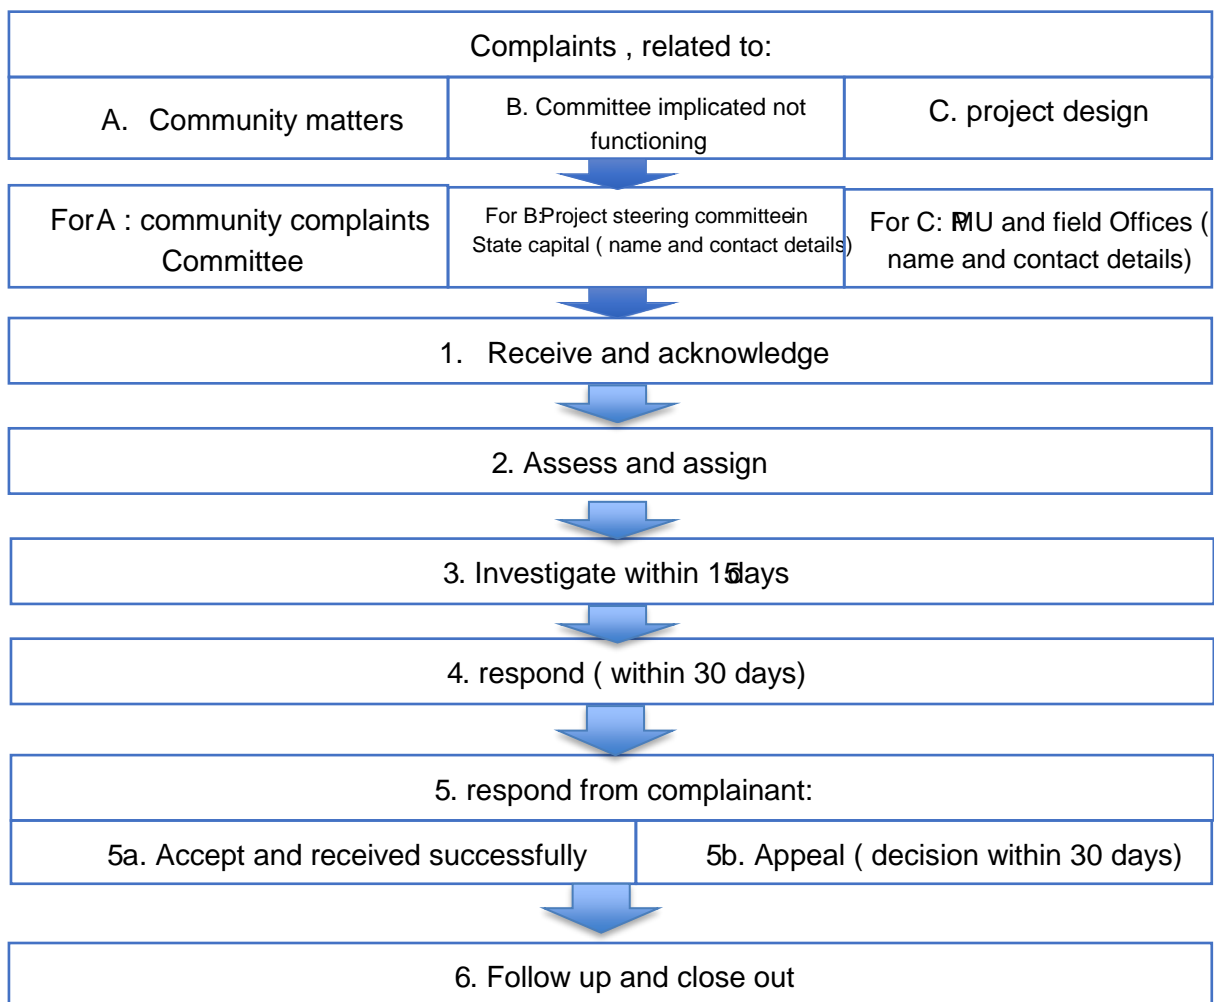 Complaints , related to:
A. Community matters
B. Committee implicated not
functioning
C. project design
For A : community complaints
Committee
For B:Project steering committee in
State capital ( name and contact details)
For C: PMU and field Offices (
name and contact details)
1. Receive and acknowledge
2. Assess and assign
3. Investigate within 15 days
4. respond ( within 30 days)
5. respond from complainant:
5a. Accept and received successfully
5b. Appeal ( decision within 30 days)
6. Follow up and close out